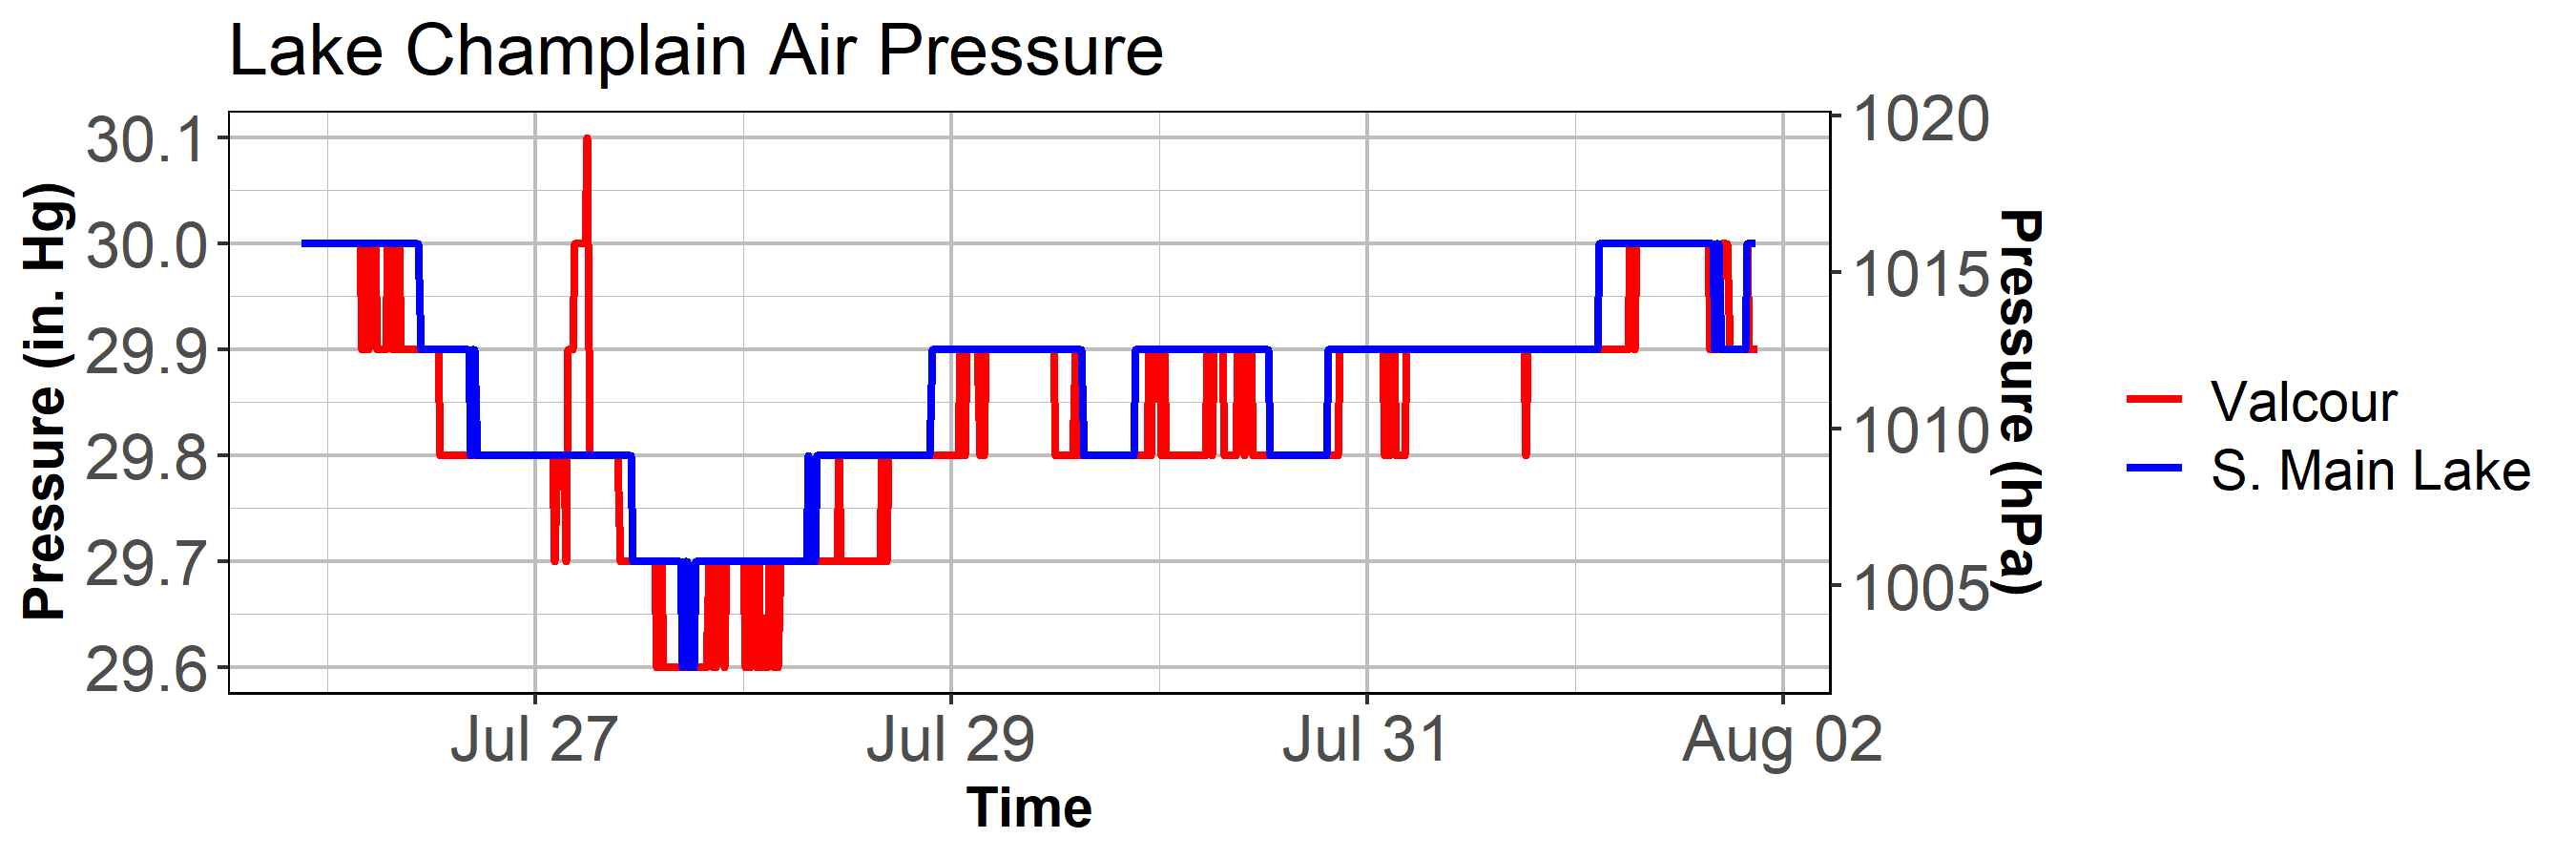 Lake Champlain Air Pressure
Pressure (in. Hg)
30.1
30.0
29.9
29.8
29.7
29.6
1020
1015
1010
1005
Pressure (hPa)
Jul 27
Jul 29
Jul 31
Aug 02
Time
Valcour
S. Main Lake